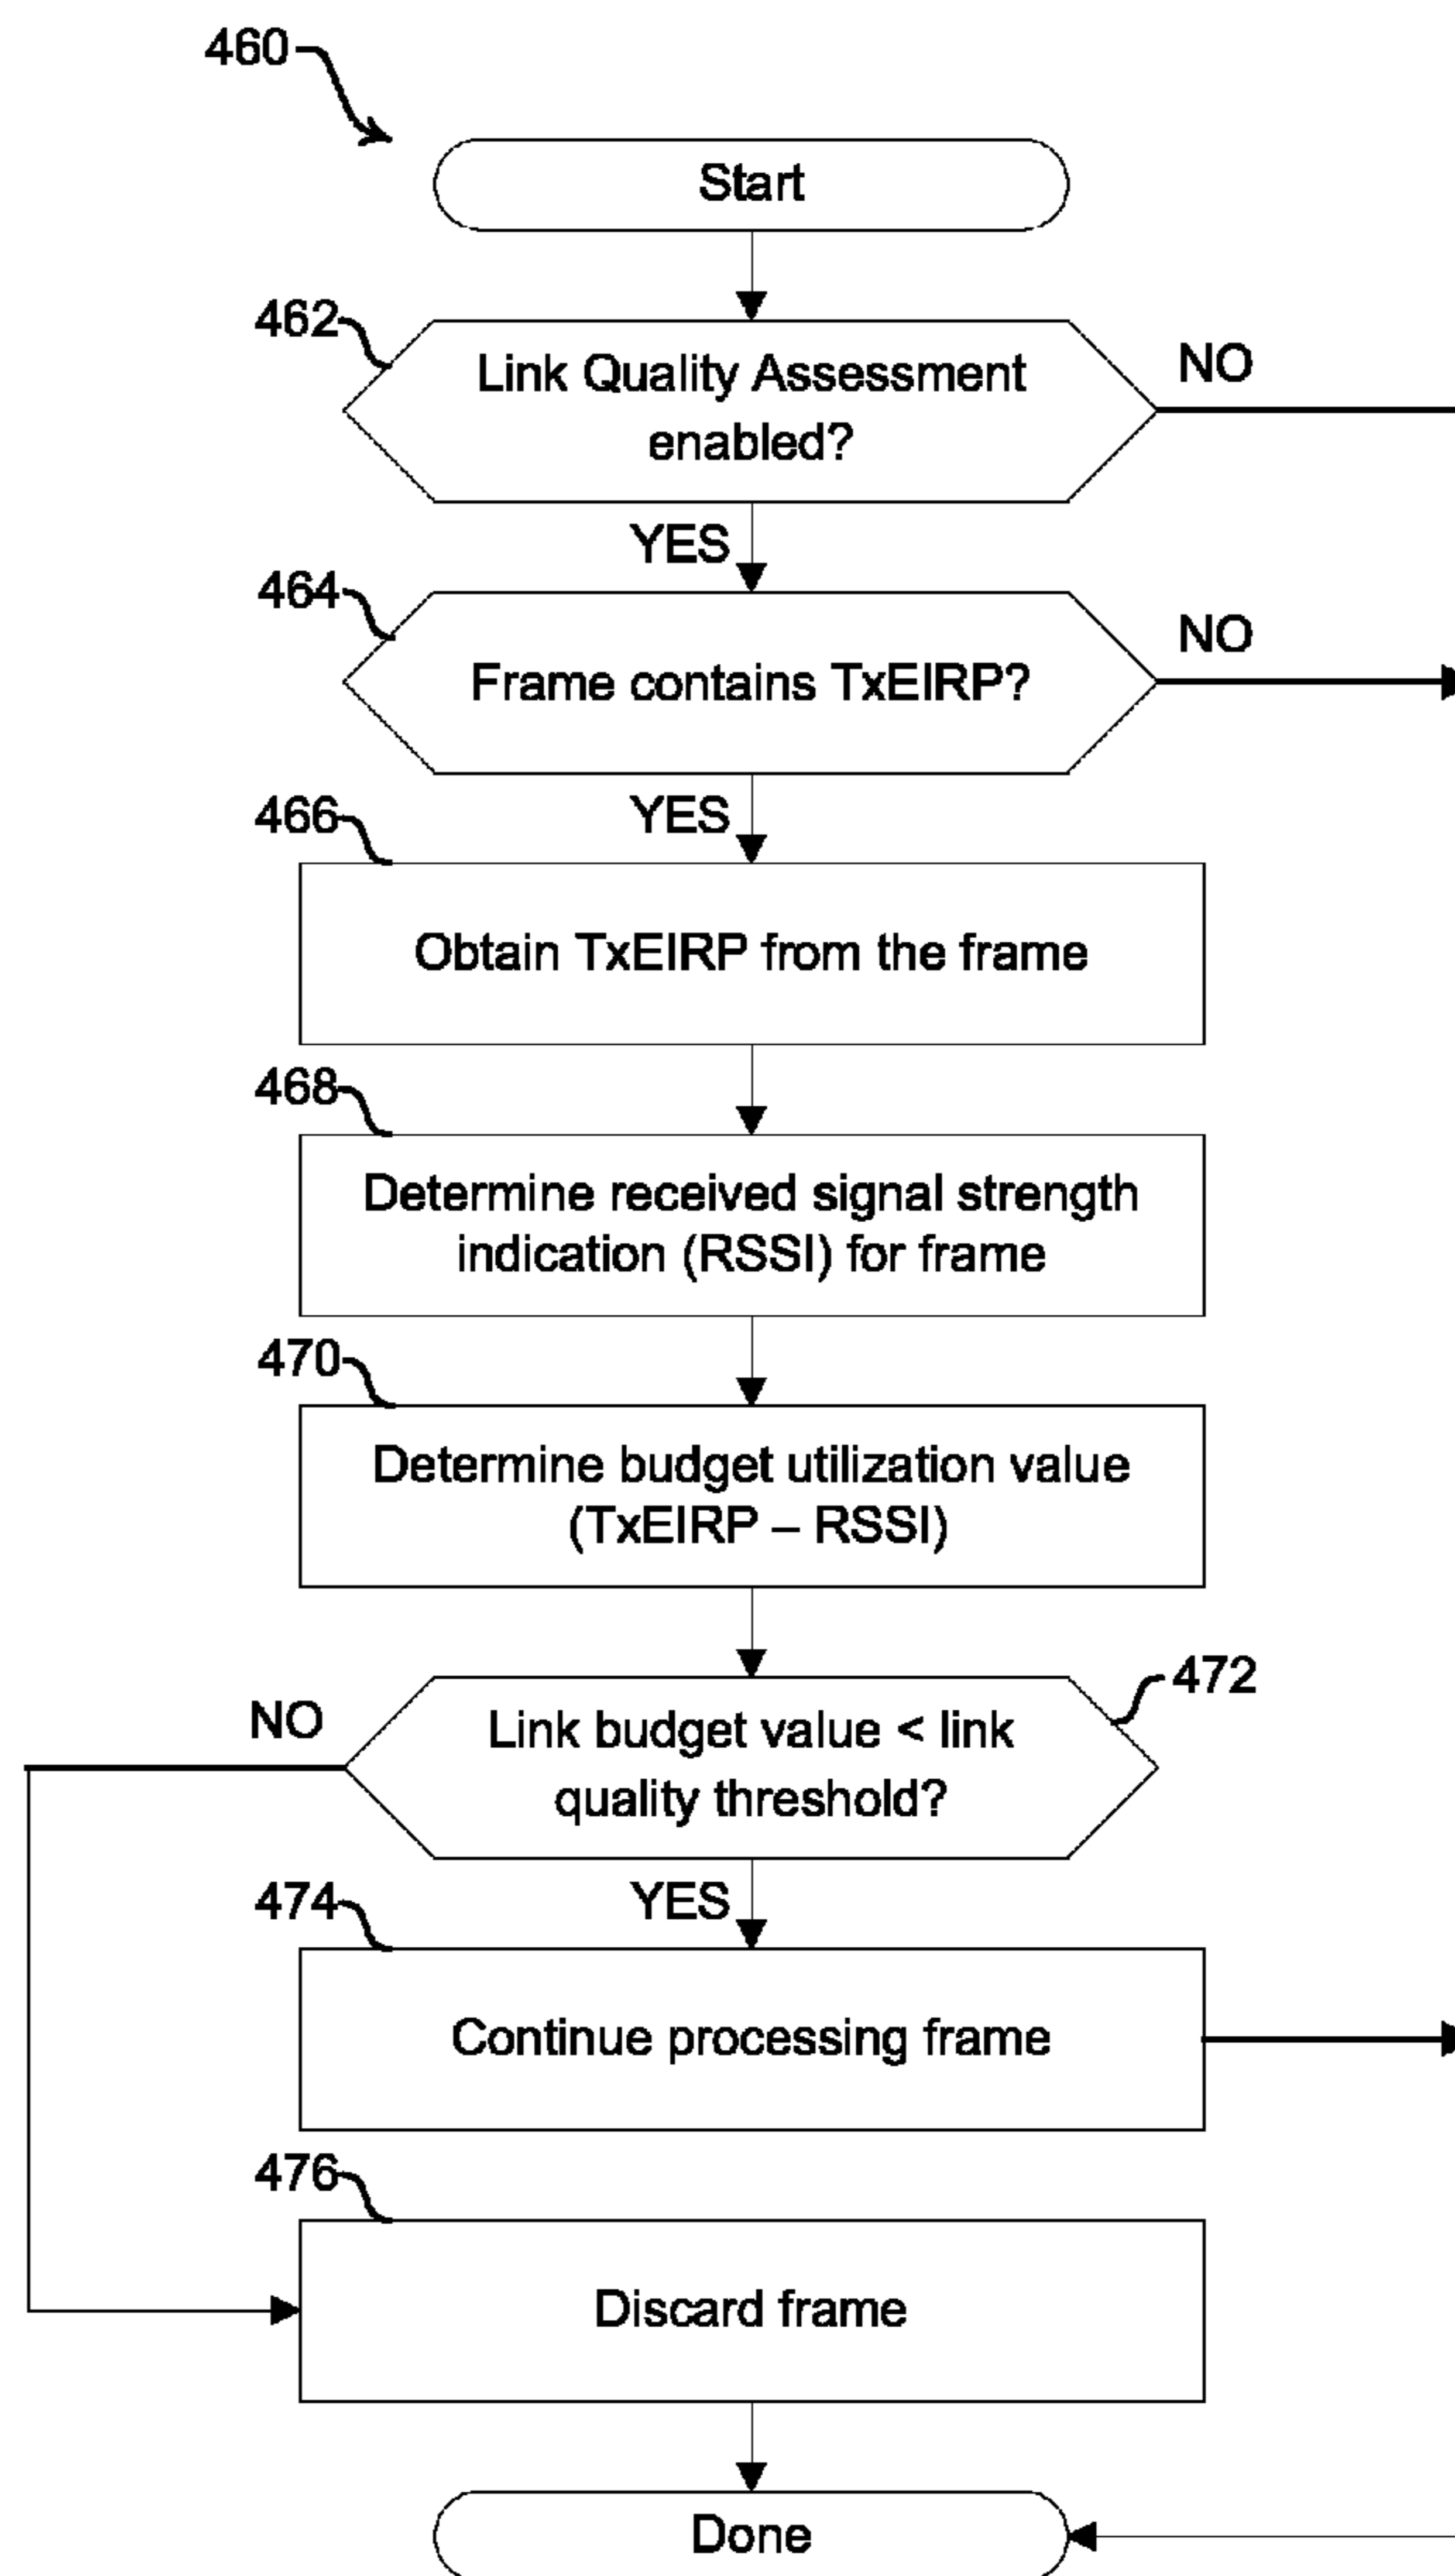 460
Start
462
Link Quality Assessment
enabled?
NO
YES
464
Frame contains TxEIRP?
NO
YES
466
Obtain TxEIRP from the frame
468
Determine received signal strength
indication (RSSI) for frame
470
Determine budget utilization value
(TxEIRP – RSSI)
472
NO
Link budget value < link
quality threshold?
YES
474
Continue processing frame
476
Discard frame
Done